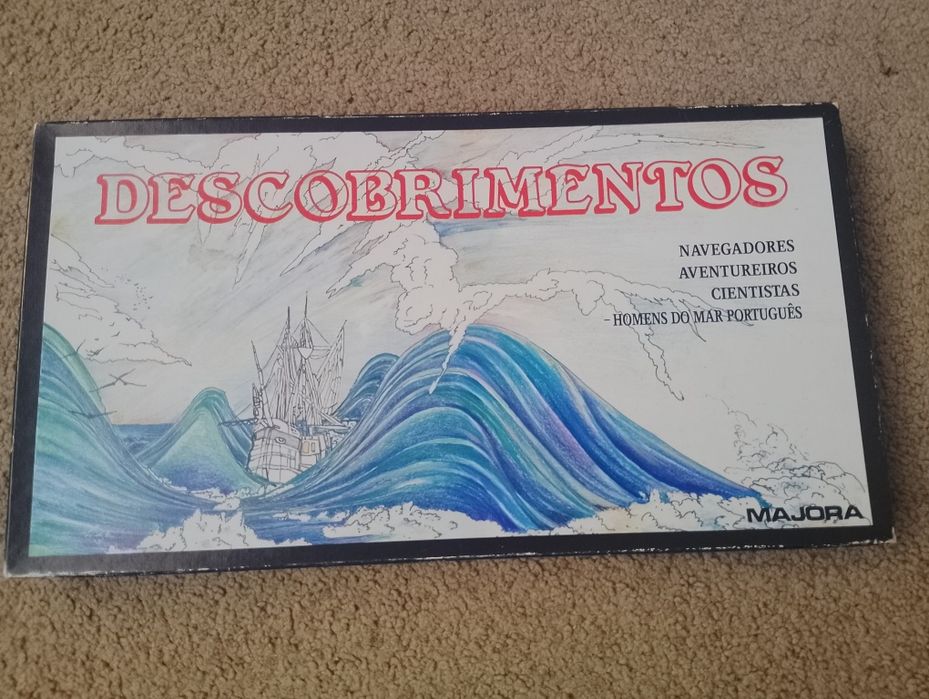 DESCOBRIMENTOS
NAVEGADORES
AVENTUREIROS
CIENTISTAS
- HOMENS DO MAR PORTUGUÊS
MAJORA